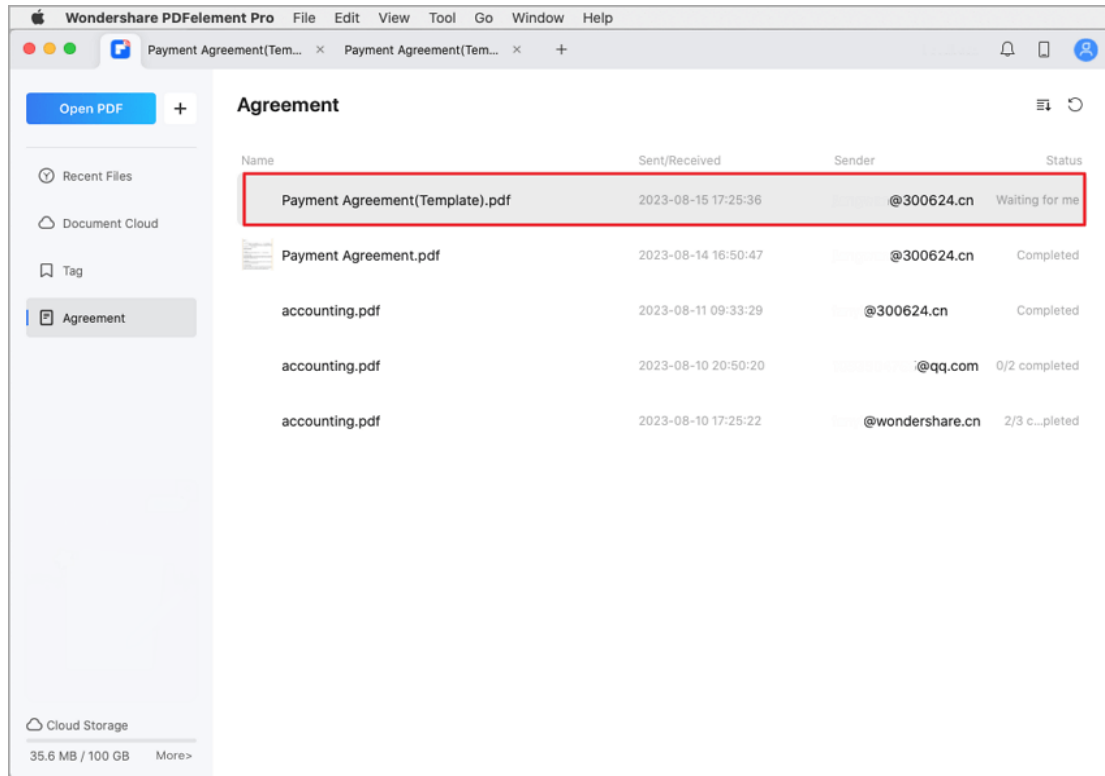 Wondershare PDFelement Pro File Edit View Tool Go Window Help
Payment Agreement(Tem... × Payment Agreement(Tem... × +
Open PDF +
Recent Files
Document Cloud
Tag
Agreement
Agreement
Name Sent/Received Sender Status
Payment Agreement(Template).pdf 2023-08-15 17:25:36 @300624.cn Waiting for me
Payment Agreement.pdf 2023-08-14 16:50:47 @300624.cn Completed
accounting.pdf 2023-08-11 09:33:29 @300624.cn Completed
accounting.pdf 2023-08-10 20:50:20 @qq.com 0/2 completed
accounting.pdf 2023-08-10 17:25:22 @wondershare.cn 2/3 c...pleted
Cloud Storage
35.6 MB / 100 GB More>